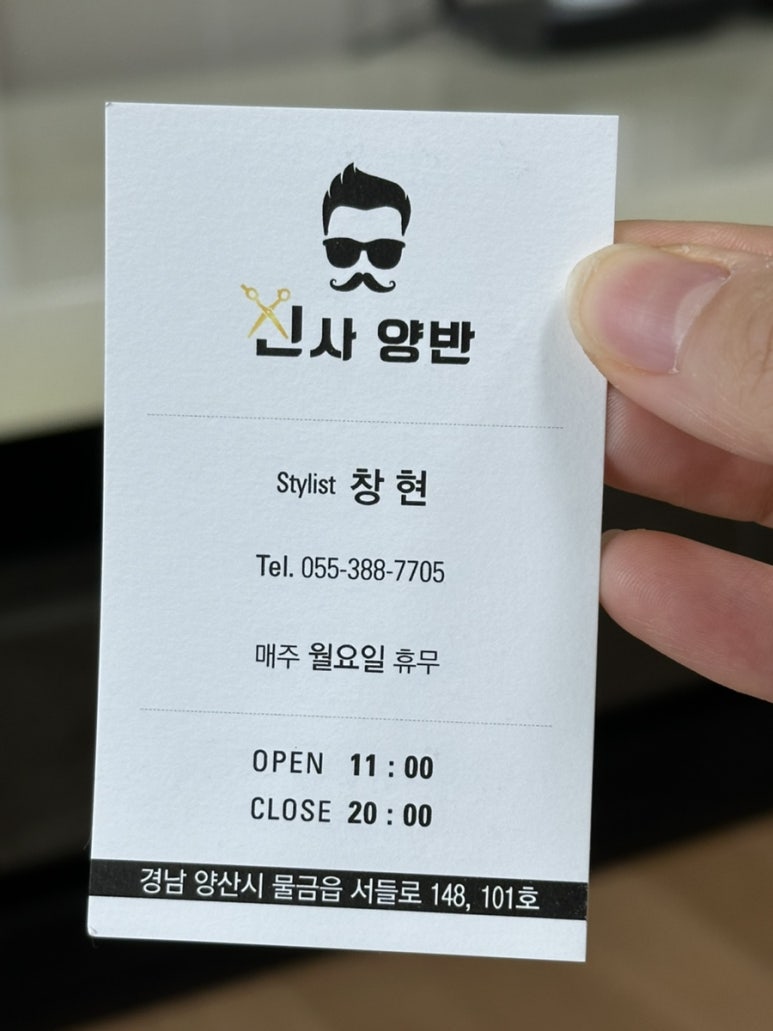 신사 양반
Stylist 창현
Tel. 055-388-7705
매주 월요일 휴무
OPEN 11 : 00
CLOSE 20 : 00
경남 양산시 물금읍 서들로 148, 101호